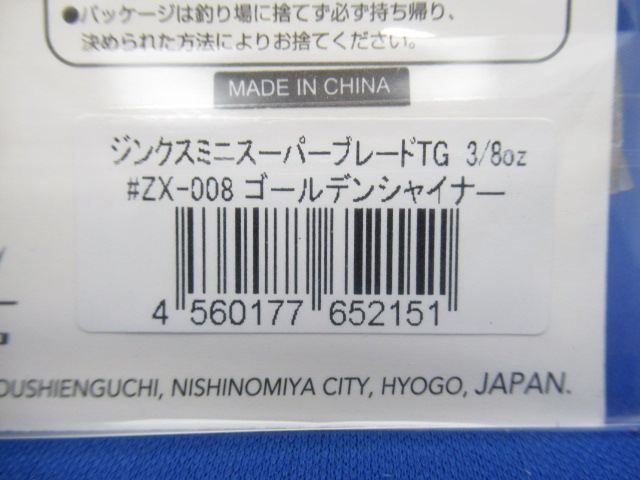 ●パッケージは釣り場に捨てず必ず持ち帰り、
決められた方法によりお捨てください。
MADE IN CHINA
ジンクスミニスーパーブレードTG 3/8oz
#ZX-008 ゴールデンシャイナー
4 560177 652151
OUSHIENGUCHI, NISHINOMIYA CITY, HYOGO, JAPAN.